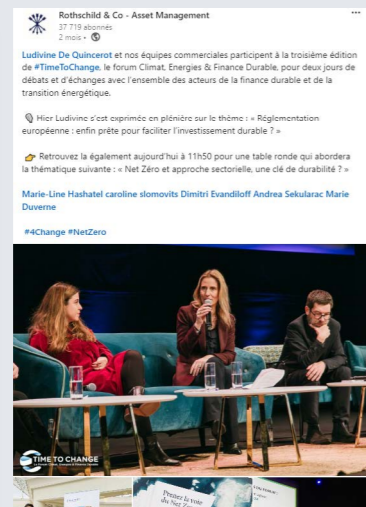 Rothschild & Co - Asset Management
37 719 abonnés
2 mois •
Ludivine De Quincerot et nos équipes commerciales participent à la troisième édition
de #TimeToChange, le forum Climat, Energies & Finance Durable, pour deux jours de
débats et d'échanges avec l'ensemble des acteurs de la finance durable et de la
transition énergétique.
Hier Ludivine s'est exprimée en plénière sur le thème : « Réglementation
européenne : enfin prête pour faciliter l'investissement durable ? »
Retrouvez la également aujourd'hui à 11h50 pour une table ronde qui abordera
la thématique suivante : « Net Zéro et approche sectorielle, une clé de durabilité ? »
Marie-Line Hashatel caroline slomovits Dimitri Evandiloff Andrea Sekularac Marie
Duverne
#4Change #NetZero
TIME TO CHANGE
Prenez la voie
du Net